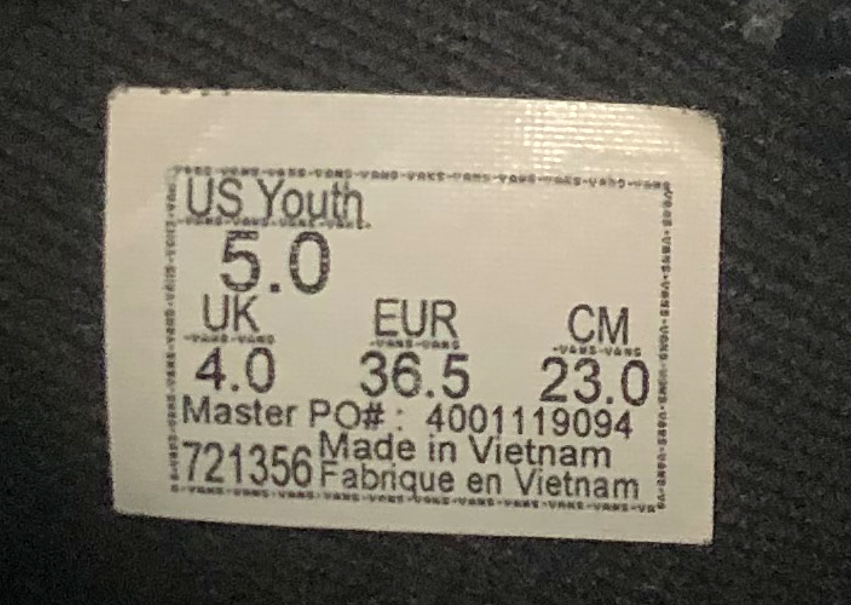 US Youth
5.0
UK EUR CM
4.0 36.5 23.0
Master PO# : 4001119094
721356 Made in Vietnam
Fabrique en Vietnam